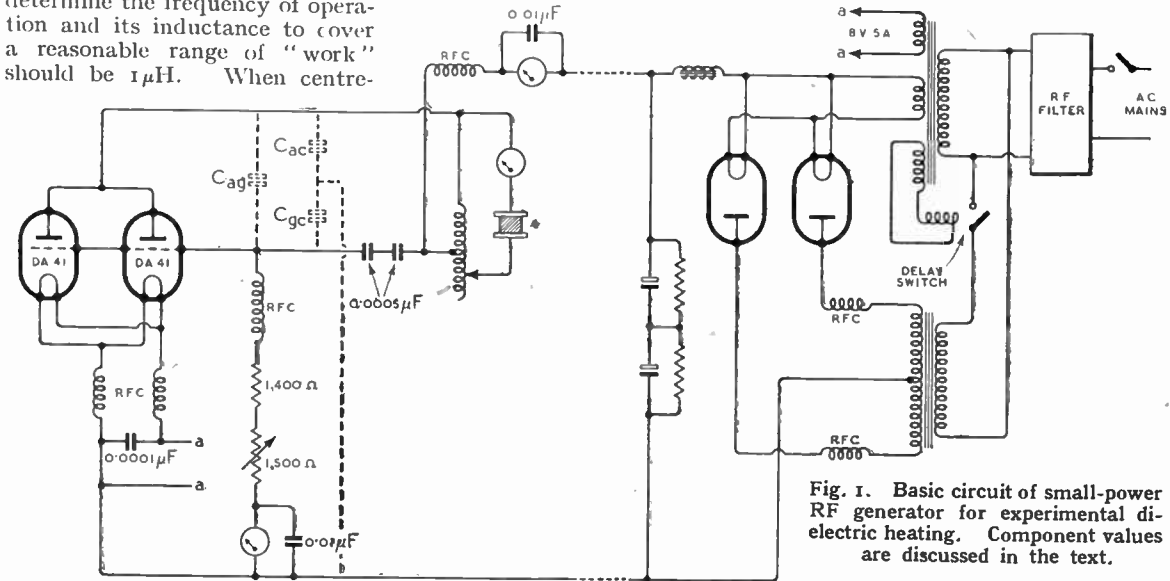 determine the frequency of opera-
tion and its inductance to cover
a reasonable range of "work"
should be 1μH. When centre-
0·01μF
RFC
a
8V 5A
a
RF
FILTER
AC
MAINS
Cac
Cag
Cgc
DA 41
DA 41
0·0005μF
DELAY
SWITCH
RFC
RFC
1,400 Ω
RFC
a
0·0001μF
1,500 Ω
a
RFC
0·01μF
Fig. 1. Basic circuit of small-power
RF generator for experimental di-
electric heating. Component values
are discussed in the text.